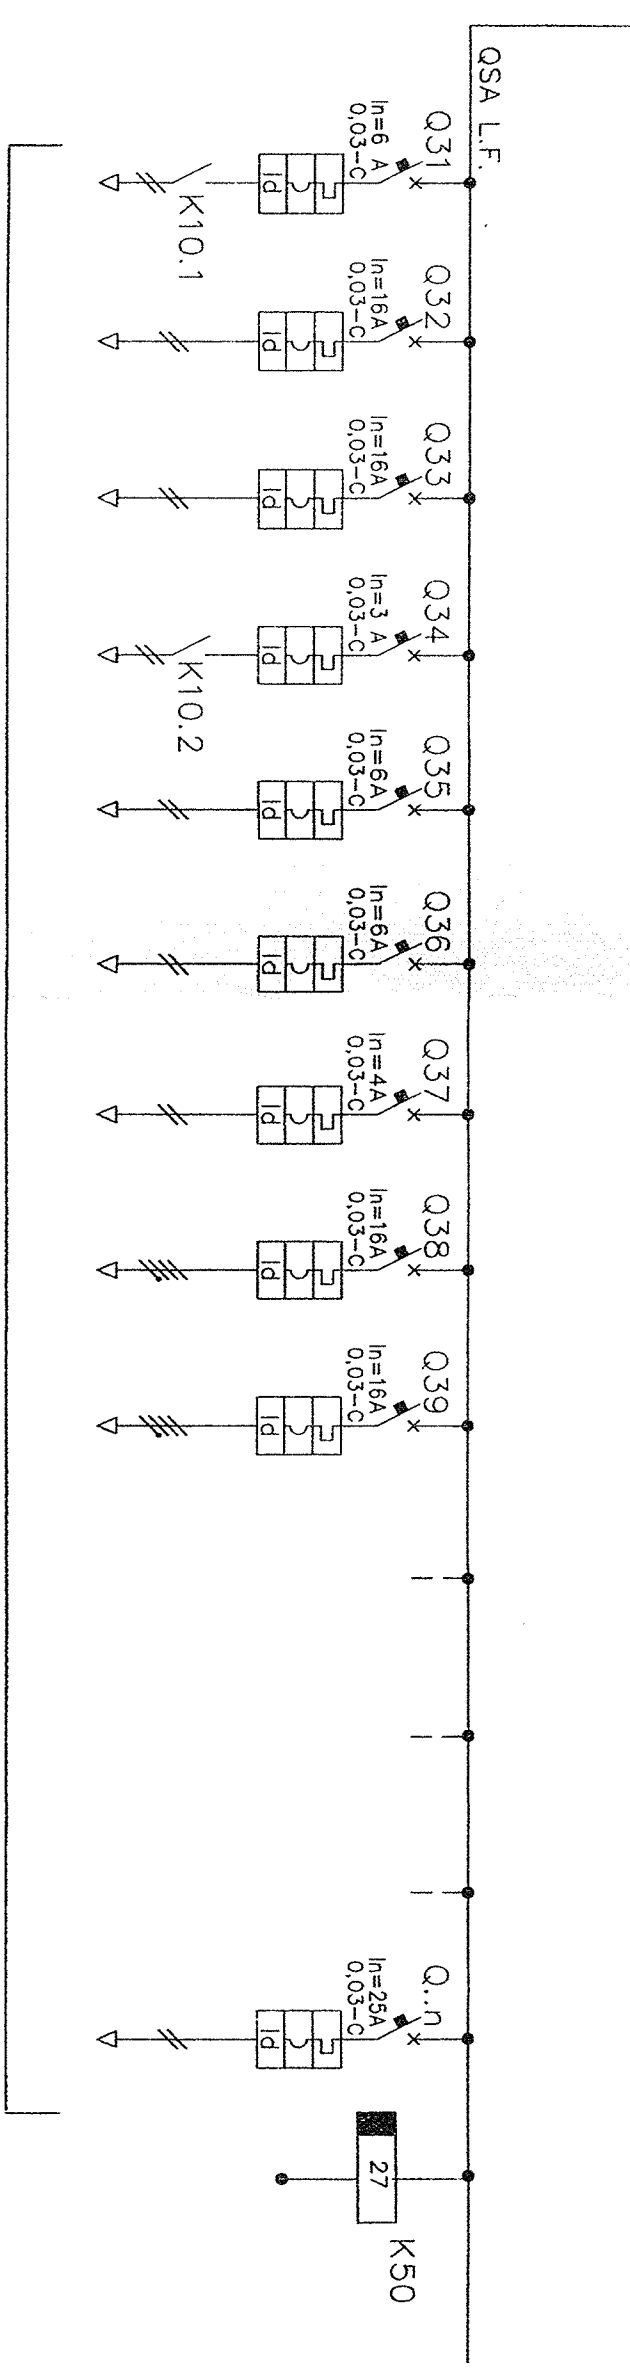 QSA L.F.
Q31
In=6 A
0,03-C
Id
K10.1
Q32
In=16A
0,03-C
Id
Q33
In=16A
0,03-C
Id
Q34
In=3 A
0,03-C
Id
K10.2
Q35
In=6A
0,03-C
Id
Q36
In=6A
0,03-C
Id
Q37
In=4A
0,03-C
Id
Q38
In=16A
0,03-C
Id
Q39
In=16A
0,03-C
Id
Q..n
In=25A
0,03-C
Id
27
K50